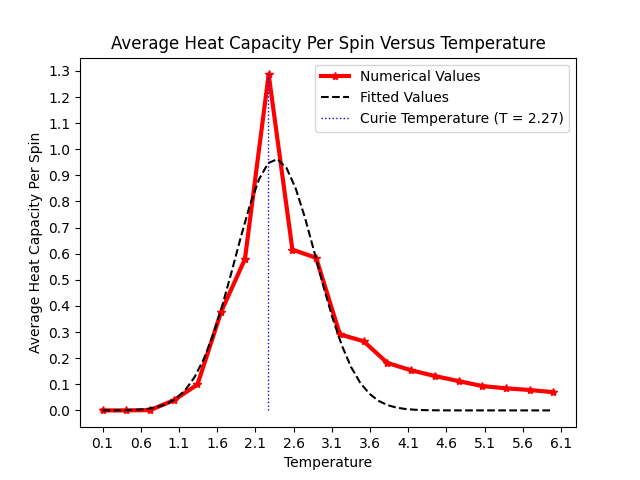 Average Heat Capacity Per Spin Versus Temperature
Numerical Values
Fitted Values
Curie Temperature (T = 2.27)
Average Heat Capacity Per Spin
1.3
1.2
1.1
1.0
0.9
0.8
0.7
0.6
0.5
0.4
0.3
0.2
0.1
0.0
0.1 0.6 1.1 1.6 2.1 2.6 3.1 3.6 4.1 4.6 5.1 5.6 6.1
Temperature